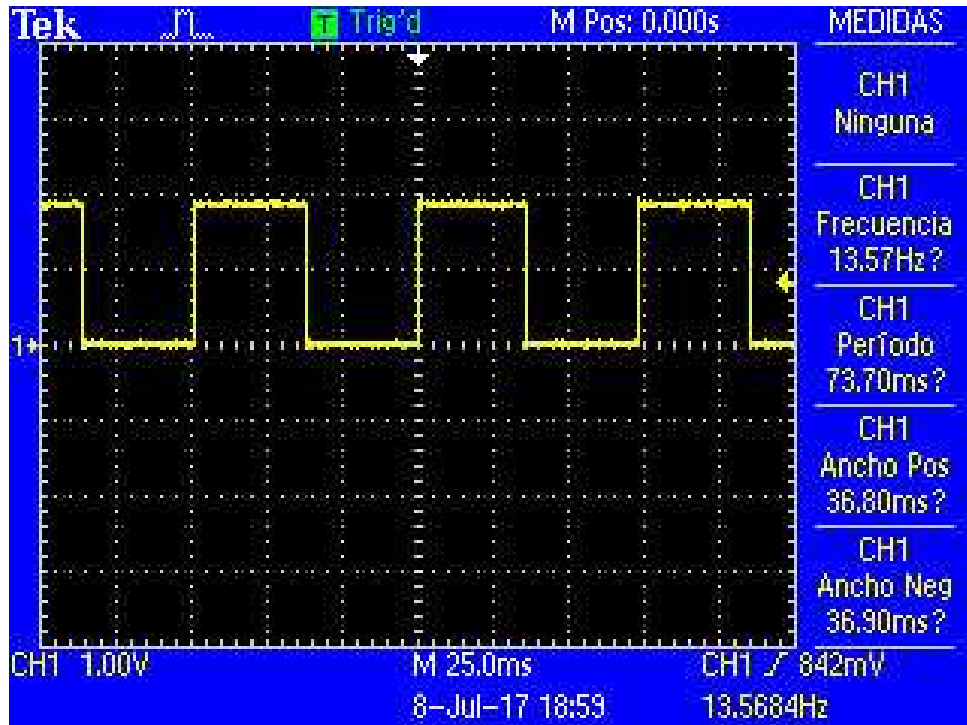 Tek T Trig'd M Pos: 0.000s MEDIDAS
CH1
Ninguna
CH1
Frecuencia
13.57Hz?
CH1
Período
73.70ms?
CH1
Ancho Pos
36.80ms?
CH1
Ancho Neg
36.90ms?
1
CH1 1.00V M 25.0ms CH1 842mV
8-Jul-17 18:59 13.5684Hz